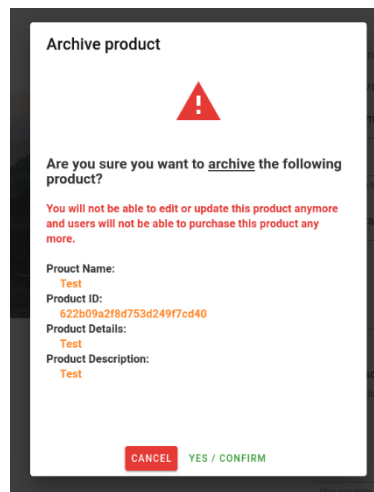 Archive product
Are you sure you want to archive the following
product?
You will not be able to edit or update this product anymore
and users will not be able to purchase this product any
more.
Prouct Name:
Test
Product ID:
622b09a2f8d753d249f7cd40
Product Details:
Test
Product Description:
Test
CANCEL YES / CONFIRM